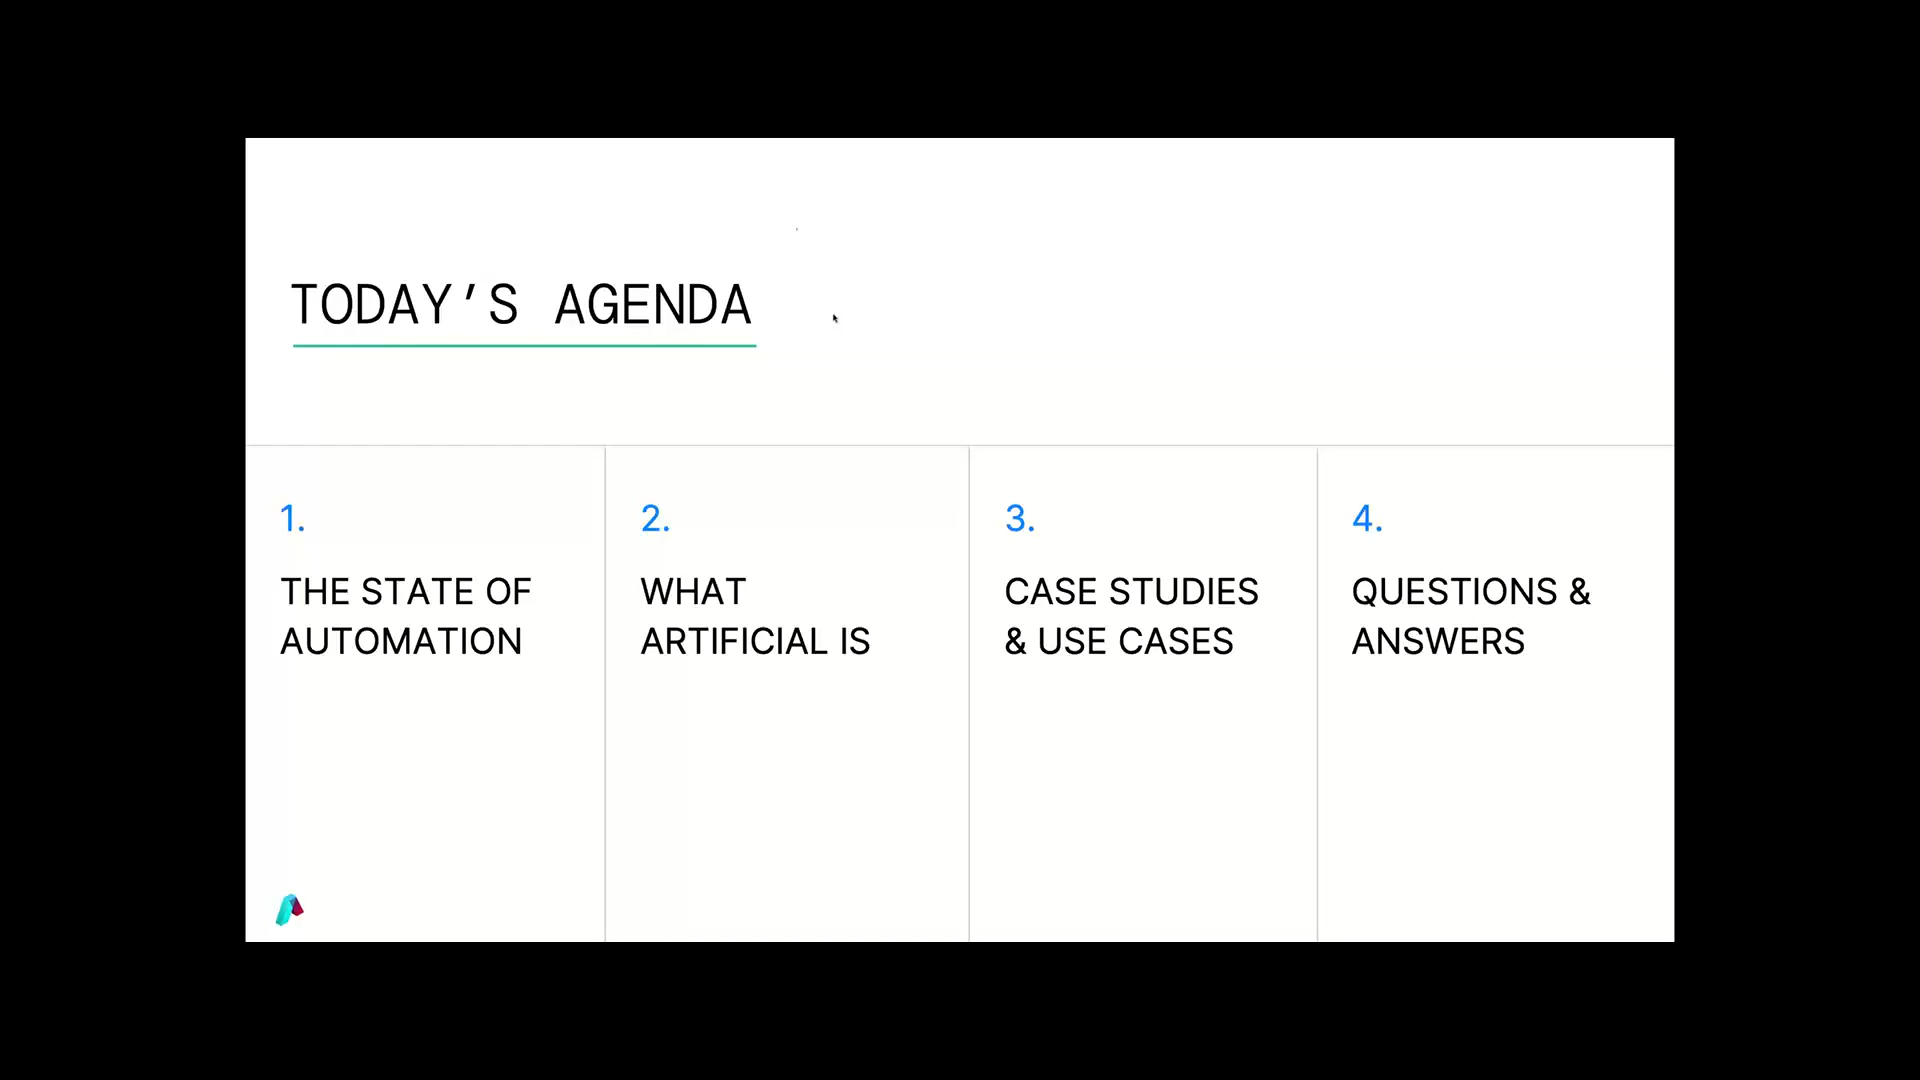 TODAY’S AGENDA
1.
THE STATE OF
AUTOMATION
2.
WHAT
ARTIFICIAL IS
3.
CASE STUDIES
& USE CASES
4.
QUESTIONS &
ANSWERS